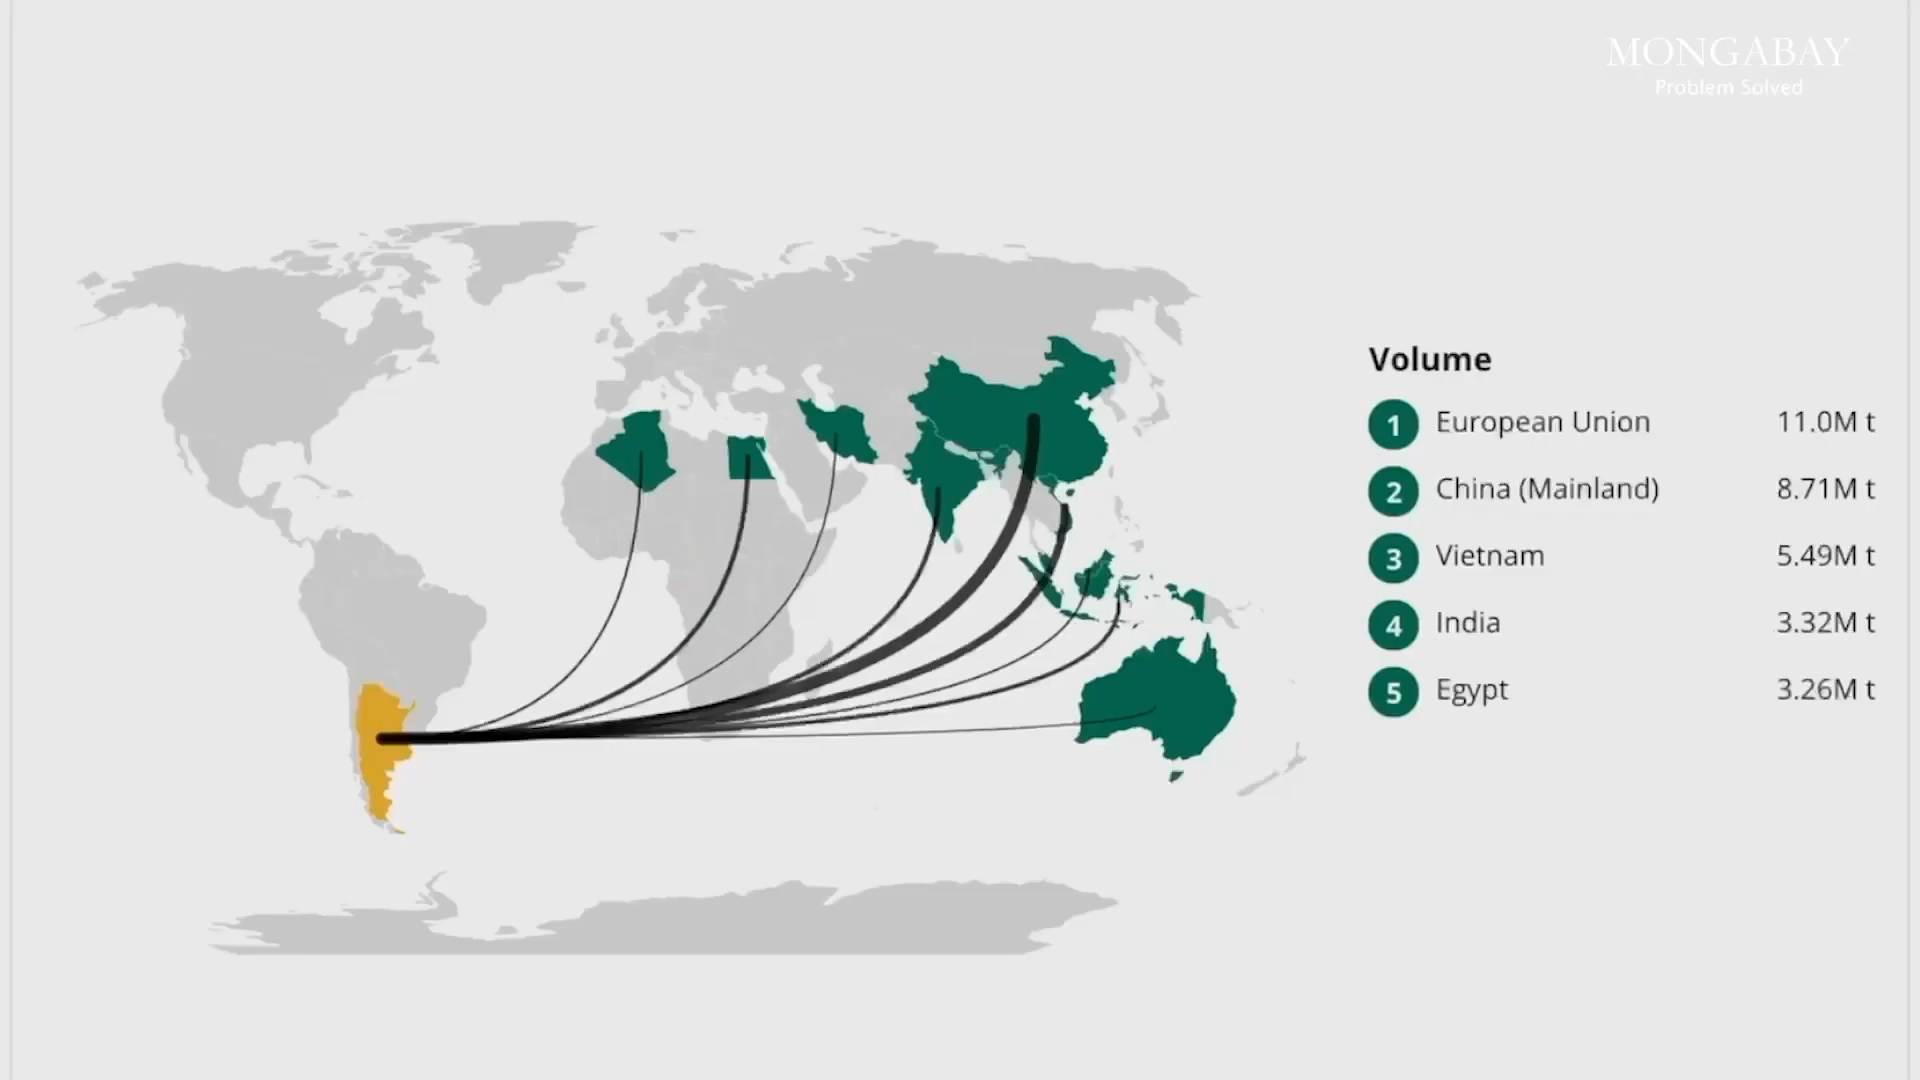 MONGABAY
Problem Solved
Volume
1 European Union 11.0M t
2 China (Mainland) 8.71M t
3 Vietnam 5.49M t
4 India 3.32M t
5 Egypt 3.26M t